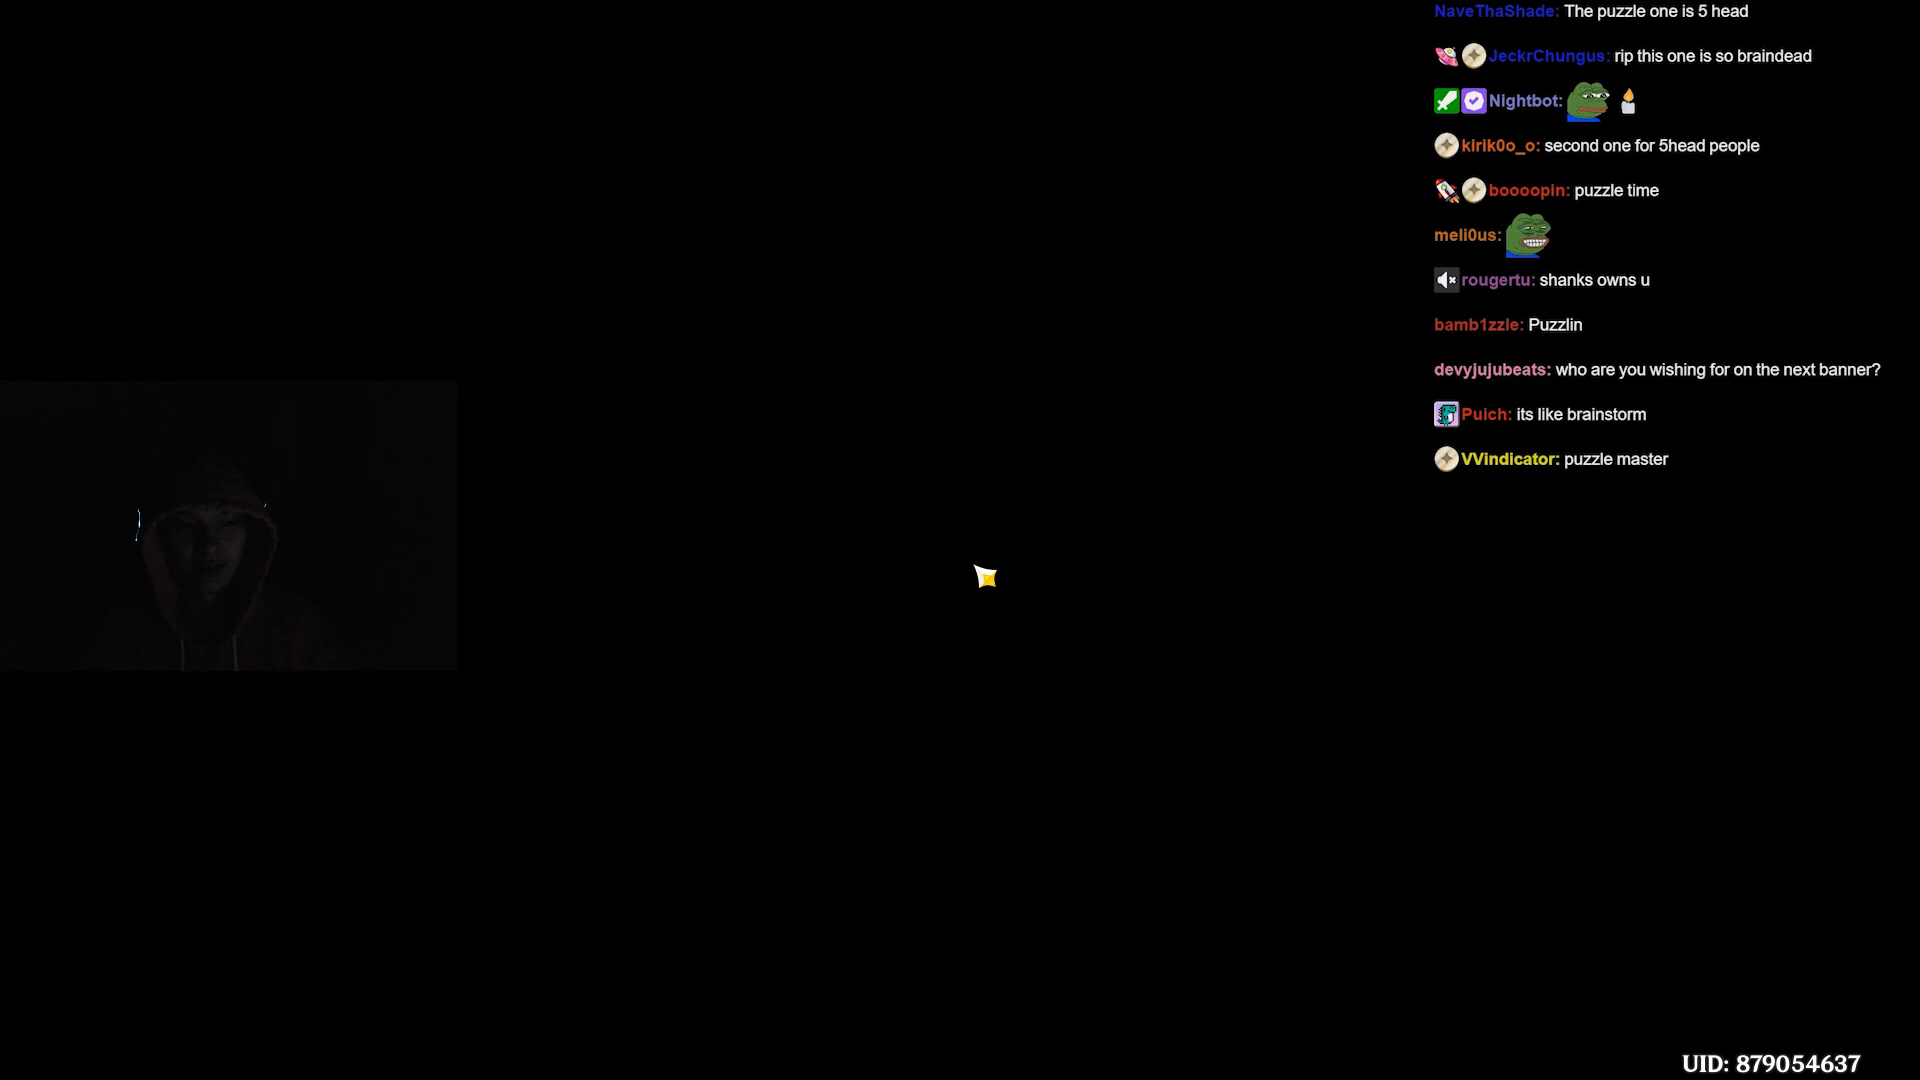 NaveThaShade: The puzzle one is 5 head
JeckrChungus: rip this one is so braindead
Nightbot:
kirik0o_o: second one for 5head people
boooopin: puzzle time
meli0us:
rougertu: shanks owns u
bamb1zzle: Puzzlin
devyjujubeats: who are you wishing for on the next banner?
Puich: its like brainstorm
VVindicator: puzzle master
UID: 879054637